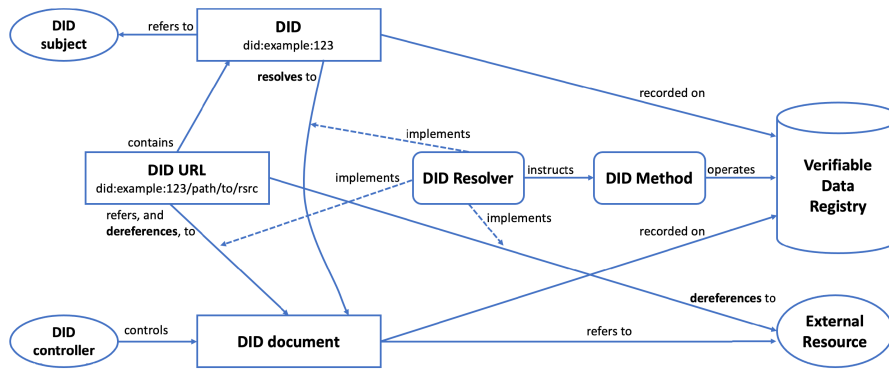 DID
subject
refers to
DID
did:example:123
resolves to
recorded on
contains
implements
DID URL
did:example:123/path/to/rsrc
implements
DID Resolver
instructs
DID Method
operates
Verifiable
Data
Registry
refers, and
dereferences, to
implements
recorded on
dereferences to
DID
controller
controls
DID document
refers to
External
Resource